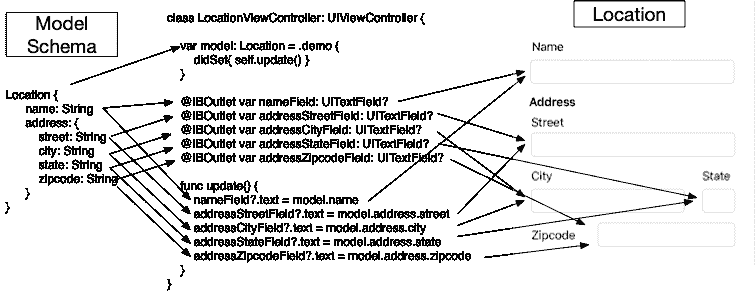 Model
Schema
Location {
name: String
address: {
street: String
city: String
state: String
zipcode: String
}
}
class LocationViewController: UIViewController {
var model: Location = .demo {
didSet{ self.update() }
}
@IBOutlet var nameField: UITextField?
@IBOutlet var addressStreetField: UITextField?
@IBOutlet var addressCityField: UITextField?
@IBOutlet var addressStateField: UITextField?
@IBOutlet var addressZipcodeField: UITextField?
func update() {
nameField?.text = model.name
addressStreetField?.text = model.address.street
addressCityField?.text = model.address.city
addressStateField?.text = model.address.state
addressZipcodeField?.text = model.address.zipcode
}
}
Location
Name
Address
Street
City State
Zipcode